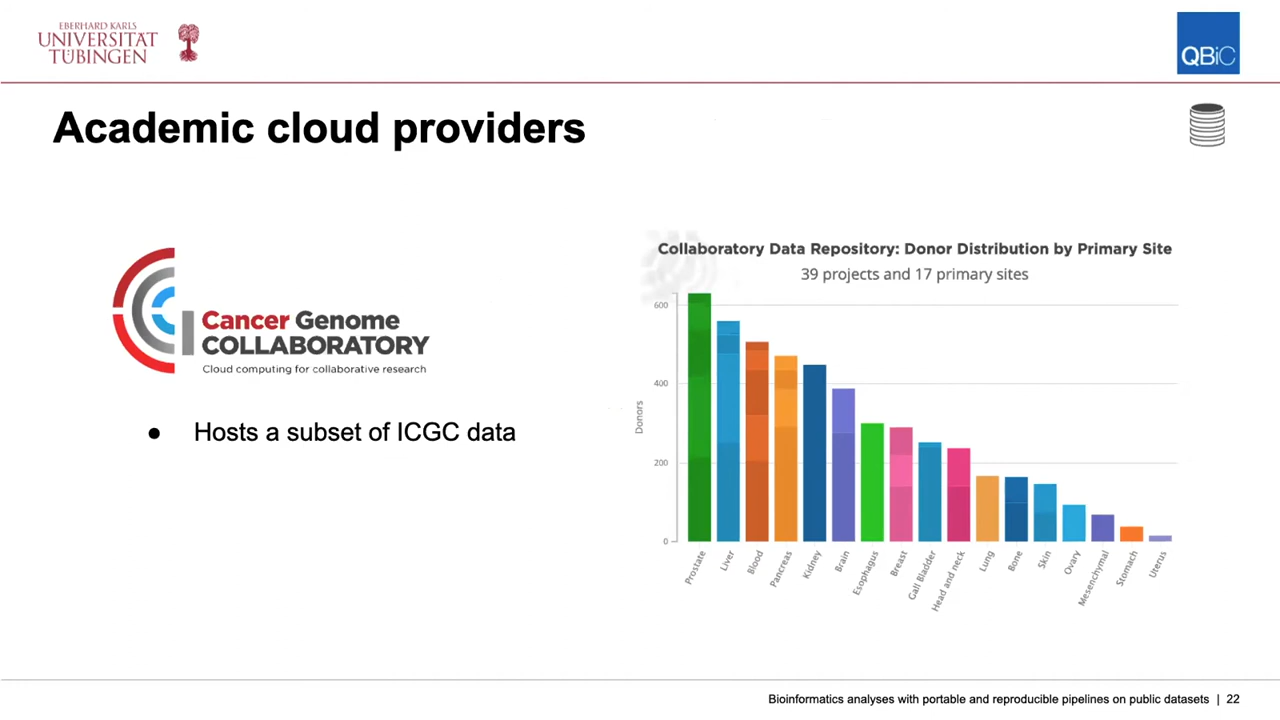 EBERHARD KARLS
UNIVERSITÄT
TÜBINGEN
QBiC
Academic cloud providers
Cancer Genome
COLLABORATORY
Cloud computing for collaborative research
● Hosts a subset of ICGC data
Collaboratory Data Repository: Donor Distribution by Primary Site
39 projects and 17 primary sites
Donors
600
400
200
0
Prostate
Liver
Blood
Pancreas
Kidney
Brain
Esophagus
Breast
Gall Bladder
Head and neck
Lung
Bone
Skin
Ovary
Mesenchymal
Stomach
Uterus
Bioinformatics analyses with portable and reproducible pipelines on public datasets | 22